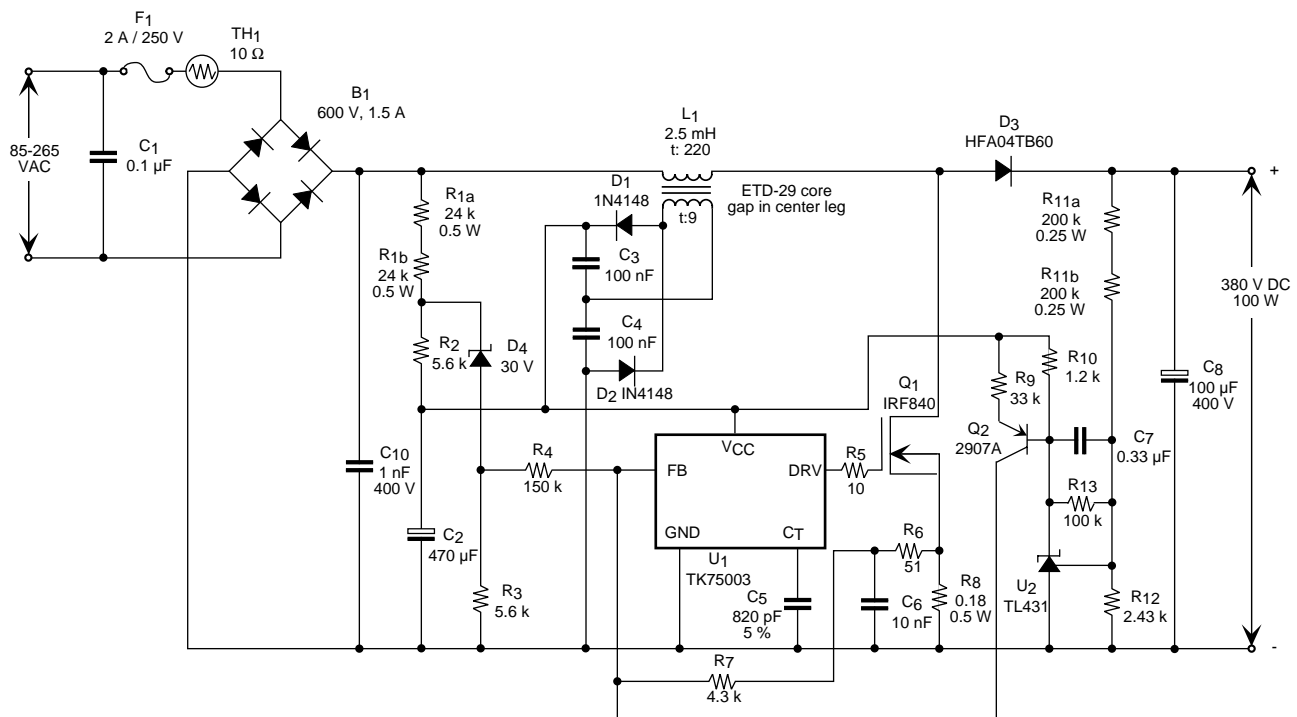 F1
2 A / 250 V
TH1
10 Ω
B1
600 V, 1.5 A
85-265
VAC
C1
0.1 µF
L1
2.5 mH
t: 220
D3
HFA04TB60
+
R1a
24 k
0.5 W
D1
1N4148
ETD-29 core
gap in center leg
t:9
R11a
200 k
0.25 W
R1b
24 k
0.5 W
C3
100 nF
R11b
200 k
0.25 W
380 V DC
100 W
R2
5.6 k
D4
30 V
C4
100 nF
D2 IN4148
Q1
IRF840
R9
33 k
R10
1.2 k
C8
100 µF
400 V
C10
1 nF
400 V
R4
150 k
VCC
FB
DRV
GND
CT
U1
TK75003
R5
10
Q2
2907A
C7
0.33 µF
R13
100 k
C2
470 µF
R6
51
R3
5.6 k
C5
820 pF
5 %
C6
10 nF
R8
0.18
0.5 W
U2
TL431
R12
2.43 k
-
R7
4.3 k